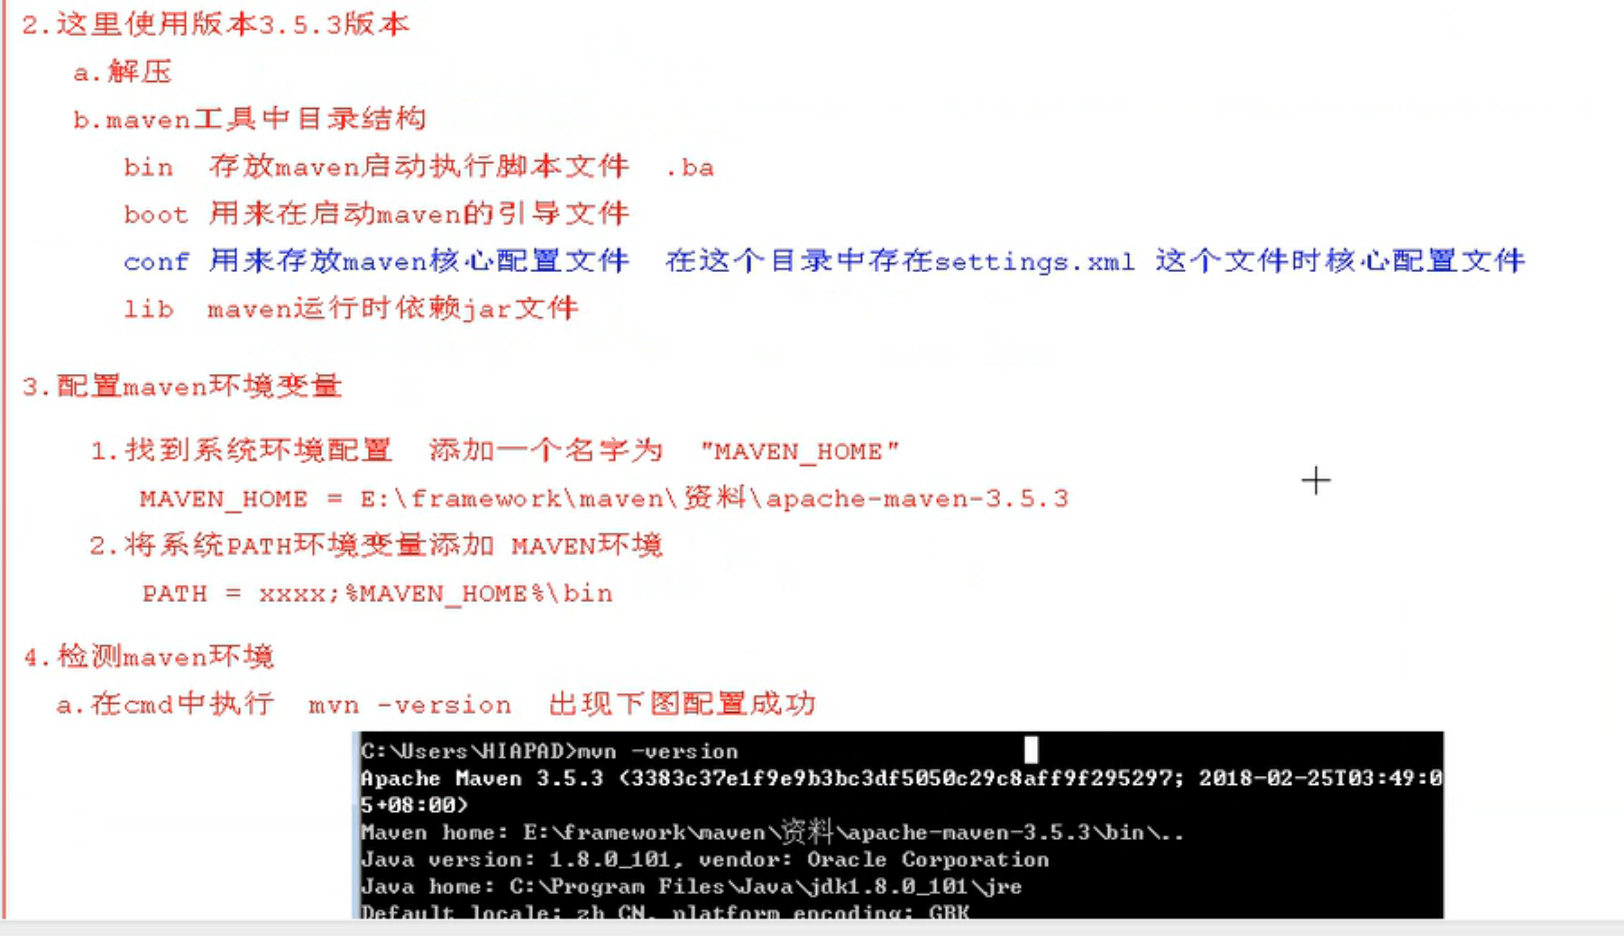 2.这里使用版本3.5.3版本
a.解压
b.maven工具中目录结构
bin 存放maven启动执行脚本文件 .ba
boot 用来在启动maven的引导文件
conf 用来存放maven核心配置文件 在这个目录中存在settings.xml 这个文件时核心配置文件
lib maven运行时依赖jar文件
3.配置maven环境变量
1.找到系统环境配置 添加一个名字为 "MAVEN_HOME"
MAVEN_HOME = E:\framework\maven\资料\apache-maven-3.5.3
2.将系统PATH环境变量添加 MAVEN环境
PATH = xxxx;%MAVEN_HOME%\bin
4.检测maven环境
a.在cmd中执行 mvn -version 出现下图配置成功
C:\Users\HIAPAD>mvn -version
Apache Maven 3.5.3 (3383c37e1f9e9b3bc3df5050c29c8aff9f295297; 2018-02-25T03:49:0
5+08:00)
Maven home: E:\framework\maven\资料\apache-maven-3.5.3\bin\..
Java version: 1.8.0_101, vendor: Oracle Corporation
Java home: C:\Program Files\Java\jdk1.8.0_101\jre
Default locale: zh_CN, platform encoding: GBK